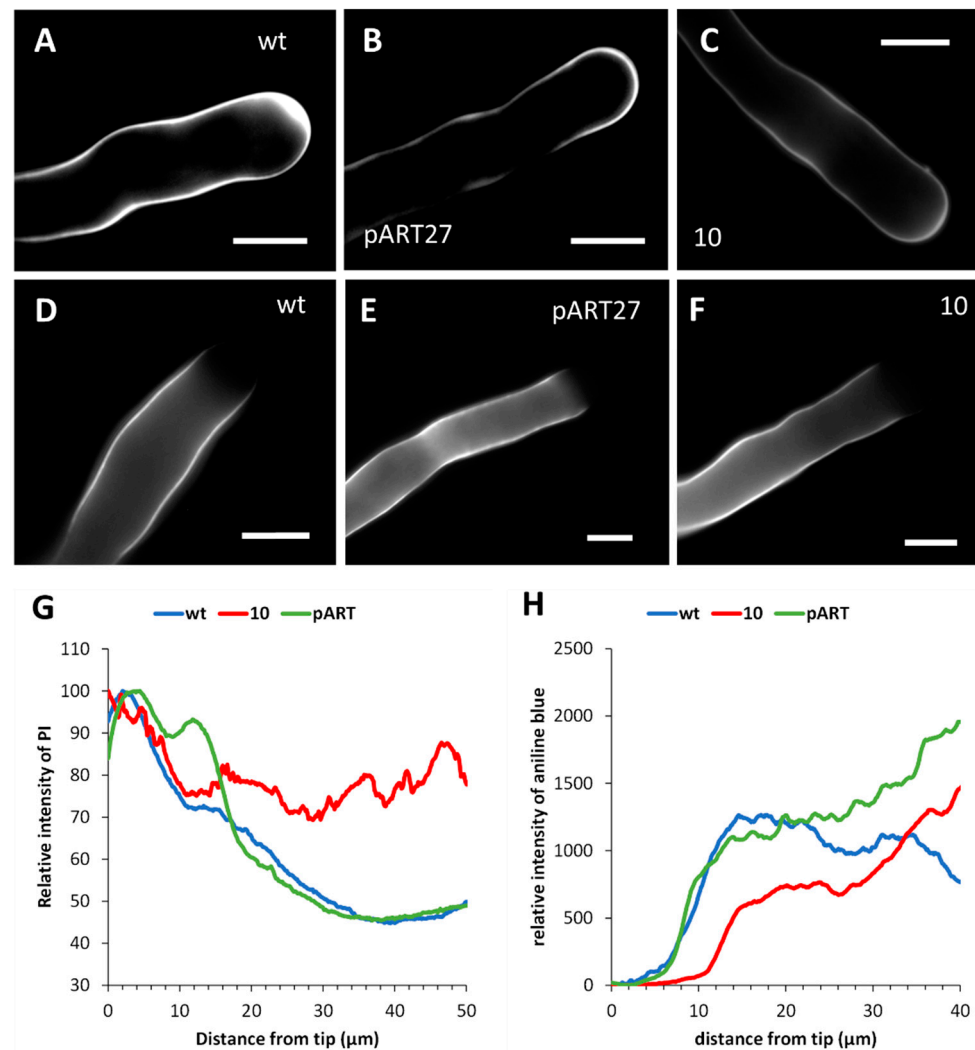 A wt
B
C
pART27
10
D wt
E pART27
F 10
G
wt 10 pART
Relative intensity of PI
110
100
90
80
70
60
50
40
30
0 10 20 30 40 50
Distance from tip (µm)
H
wt 10 pART
relative intensity of aniline blue
2500
2000
1500
1000
500
0
0 10 20 30 40
distance from tip (µm)